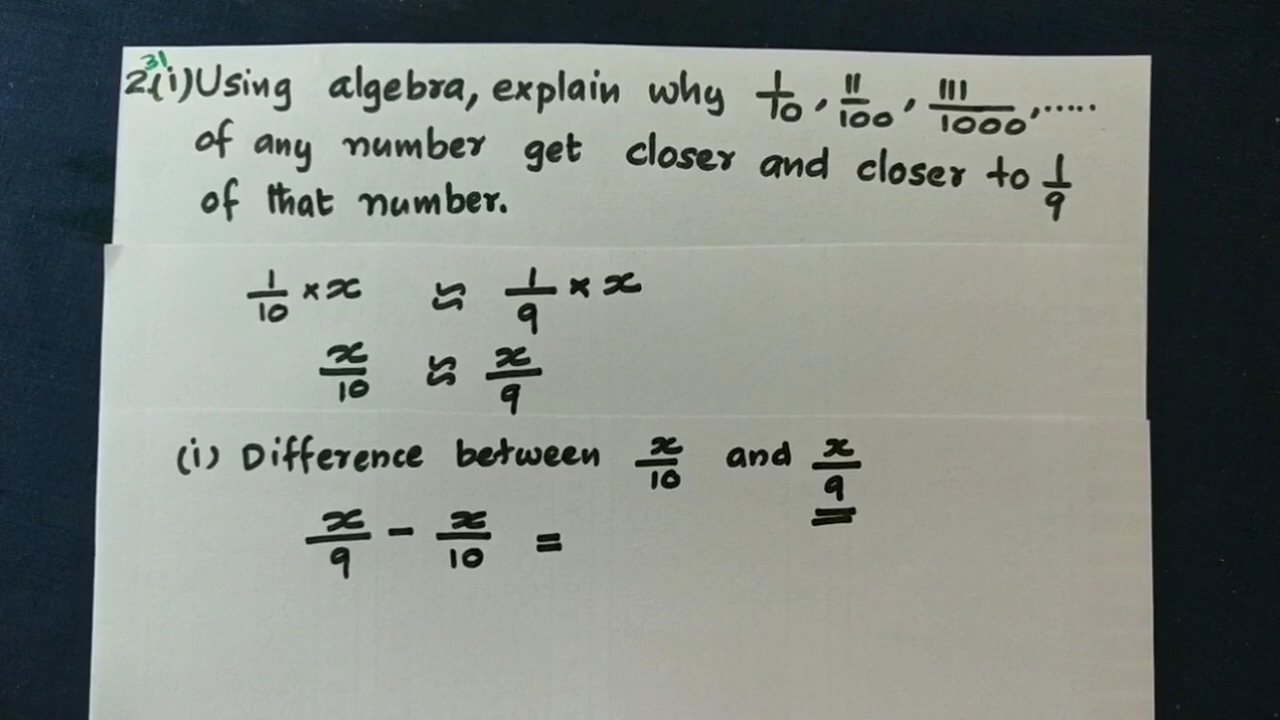 31
2.(i) Using algebra, explain why 1/10, 11/100, 111/1000, .....
of any number get closer and closer to 1/9
of that number.
1/10 × x ≈ 1/9 × x
x/10 ≈ x/9
(i) Difference between x/10 and x/9
x/9 - x/10 =